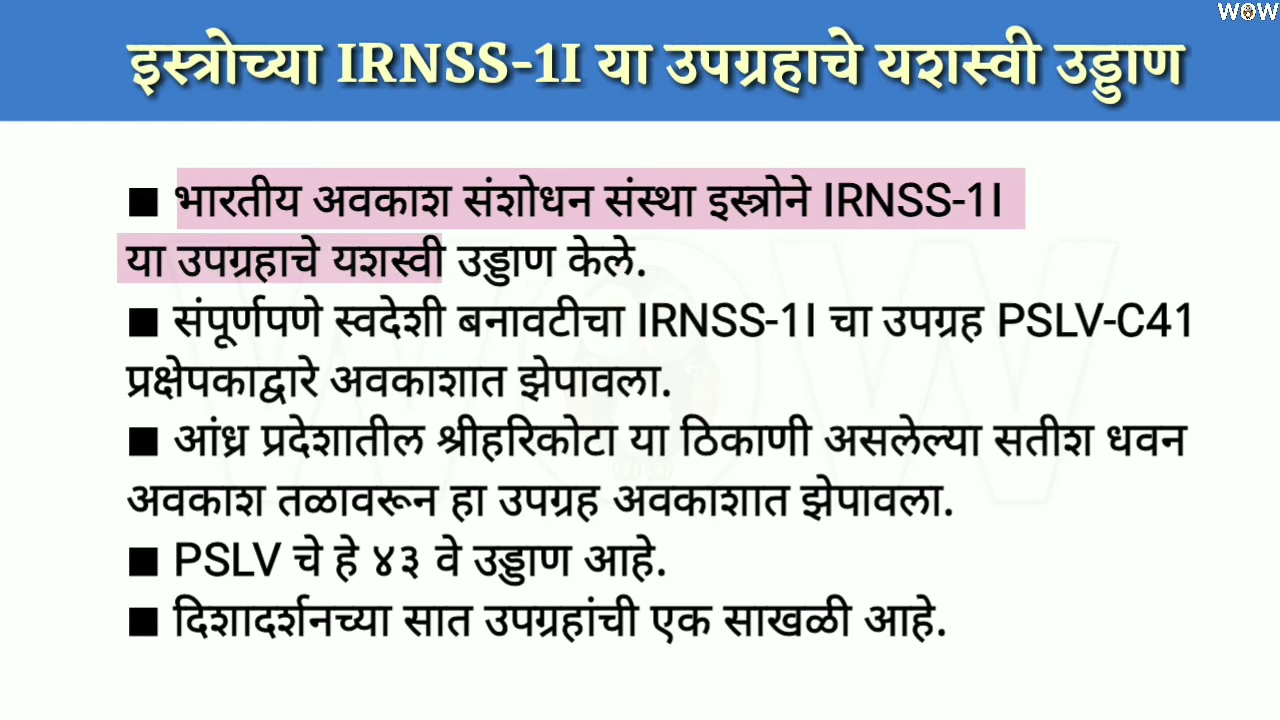 WOW
इस्त्रोच्या IRNSS-1I या उपग्रहाचे यशस्वी उड्डाण
■ भारतीय अवकाश संशोधन संस्था इस्त्रोने IRNSS-1I
या उपग्रहाचे यशस्वी उड्डाण केले.
■ संपूर्णपणे स्वदेशी बनावटीचा IRNSS-1I चा उपग्रह PSLV-C41
प्रक्षेपकाद्वारे अवकाशात झेपावला.
■ आंध्र प्रदेशातील श्रीहरिकोटा या ठिकाणी असलेल्या सतीश धवन
अवकाश तळावरून हा उपग्रह अवकाशात झेपावला.
■ PSLV चे हे ४३ वे उड्डाण आहे.
■ दिशादर्शनच्या सात उपग्रहांची एक साखळी आहे.